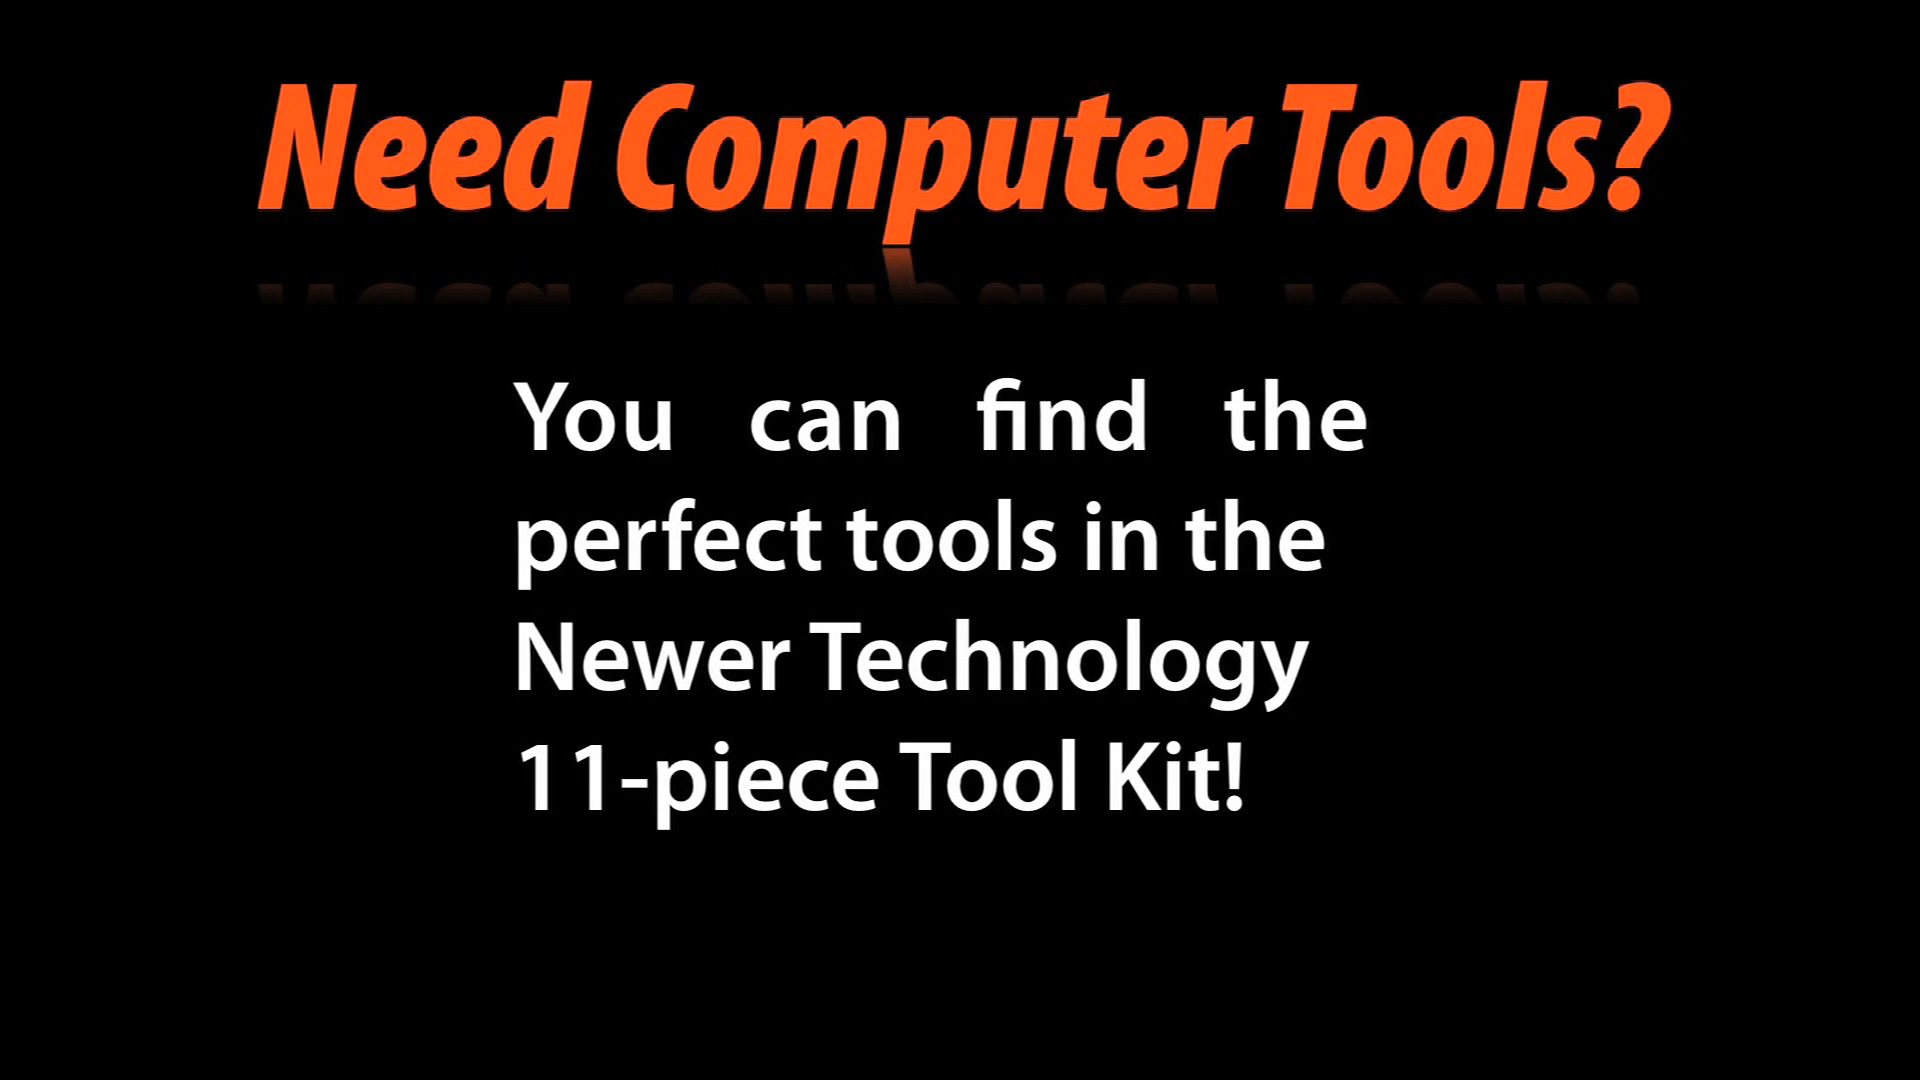 Need Computer Tools?
You can find the
perfect tools in the
Newer Technology
11-piece Tool Kit!